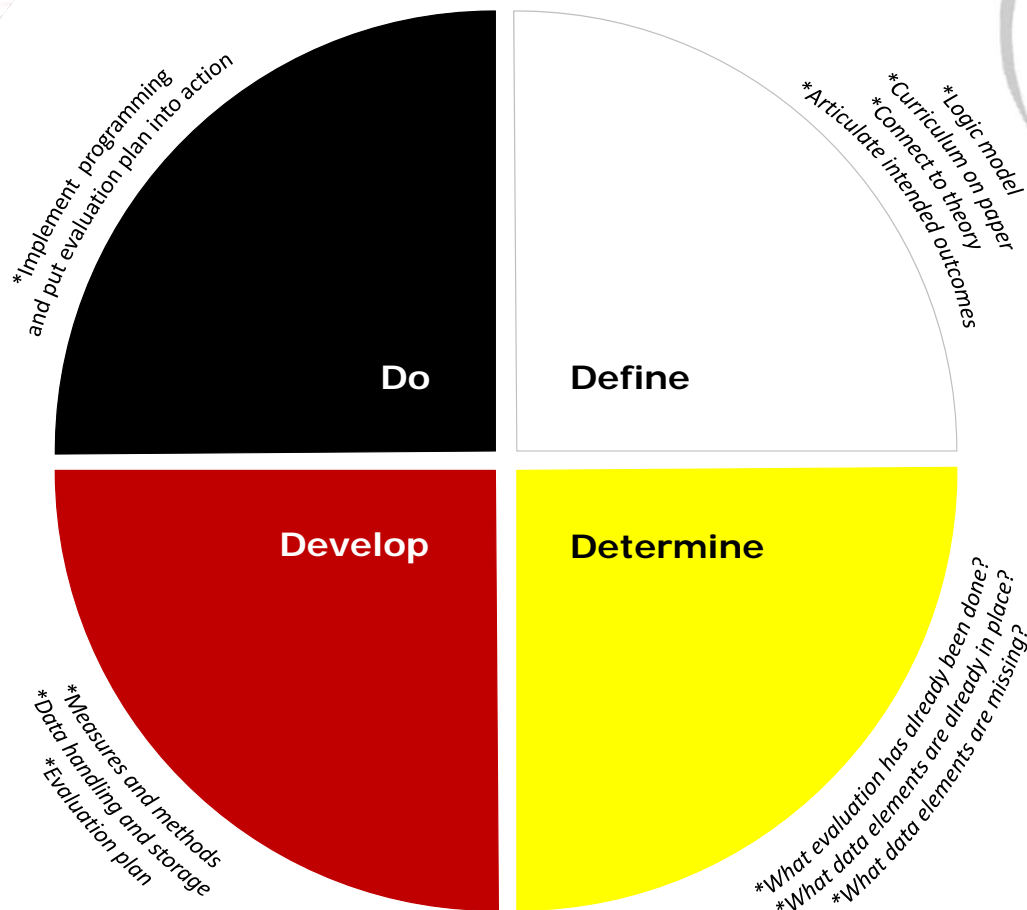 *Implement programming
and put evaluation plan into action
*Logic model
*Curriculum on paper
*Connect to theory
*Articulate intended outcomes
Do
Define
Develop
Determine
*What evaluation has already been done?
*What data elements are already in place?
*What data elements are missing?
*Measures and methods
*Data handling and storage
*Evaluation plan